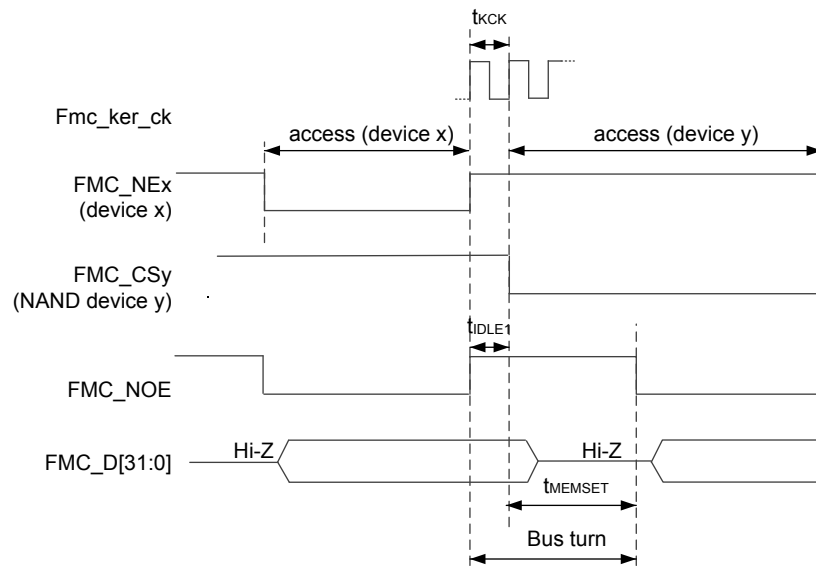 tKCK
Fmc_ker_ck
access (device x)
access (device y)
FMC_NEx
(device x)
FMC_CSy
(NAND device y)
tIDLE1
FMC_NOE
Hi-Z
Hi-Z
FMC_D[31:0]
tMEMSET
Bus turn